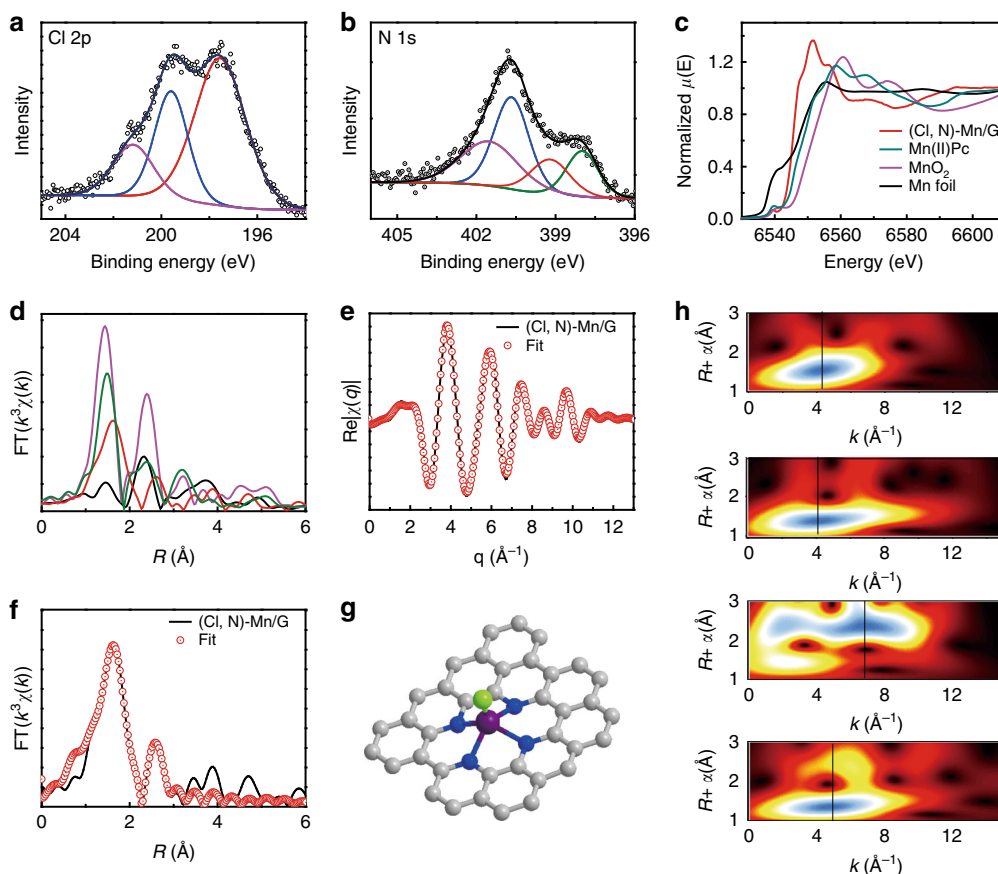 a
Cl 2p
Intensity
204
200
196
Binding energy (eV)
b
N 1s
Intensity
405
402
399
396
Binding energy (eV)
c
Normalized μ(E)
1.2
0.8
0.4
0.0
(Cl, N)-Mn/G
Mn(II)Pc
MnO₂
Mn foil
6540
6560
6580
6600
Energy (eV)
d
FT(k³χ(k))
0
2
4
6
R (Å)
e
(Cl, N)-Mn/G
Fit
Re|χ(q)|
0
2
4
6
8
10
12
q (Å⁻¹)
f
(Cl, N)-Mn/G
Fit
FT(k³χ(k))
0
2
4
6
R (Å)
g
h
R+ α(Å)
3
2
1
0
4
8
12
k (Å⁻¹)
R+ α(Å)
3
2
1
0
4
8
12
k (Å⁻¹)
R+ α(Å)
3
2
1
0
4
8
12
k (Å⁻¹)
R+ α(Å)
3
2
1
0
4
8
12
k (Å⁻¹)